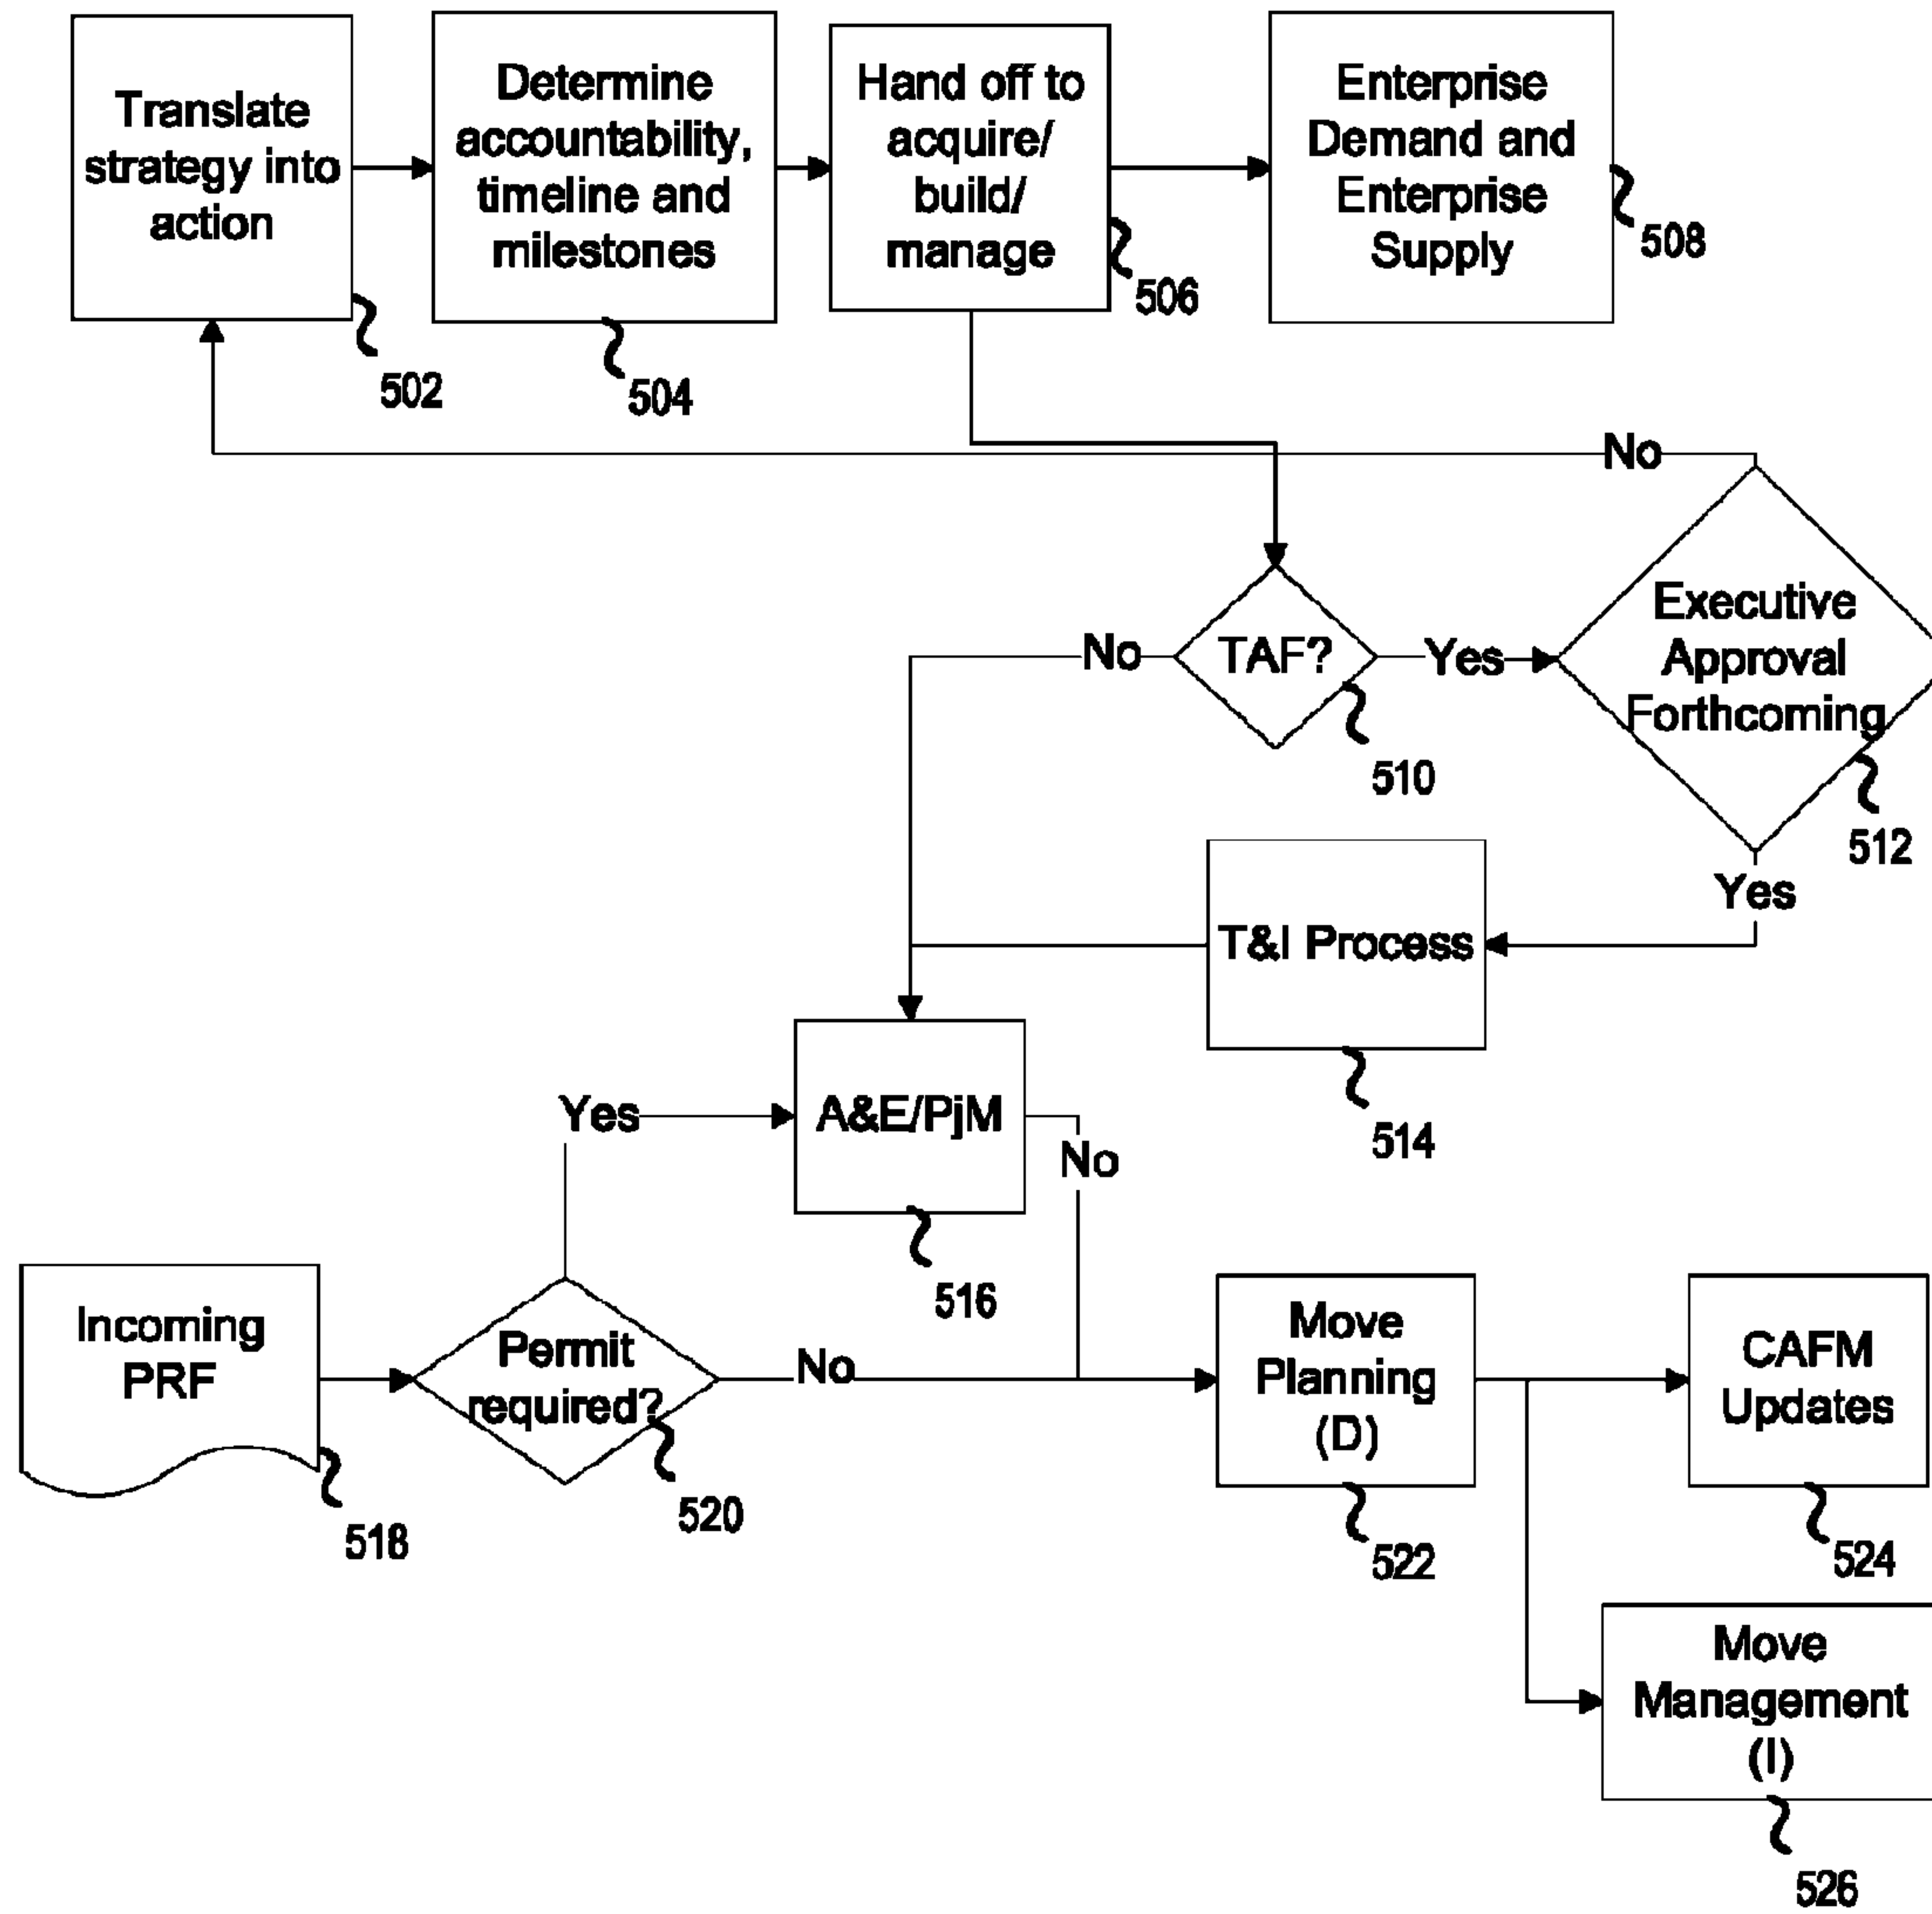 Translate
strategy into
action
502
Determine
accountability,
timeline and
milestones
504
Hand off to
acquire/
build/
manage
506
Enterprise
Demand and
Enterprise
Supply
508
No
TAF?
510
No
Yes
Executive
Approval
Forthcoming
512
Yes
T&I Process
514
Yes
A&E/PjM
516
No
Incoming
PRF
518
Permit
required?
520
No
Move
Planning
(D)
522
CAFM
Updates
524
Move
Management
(I)
526